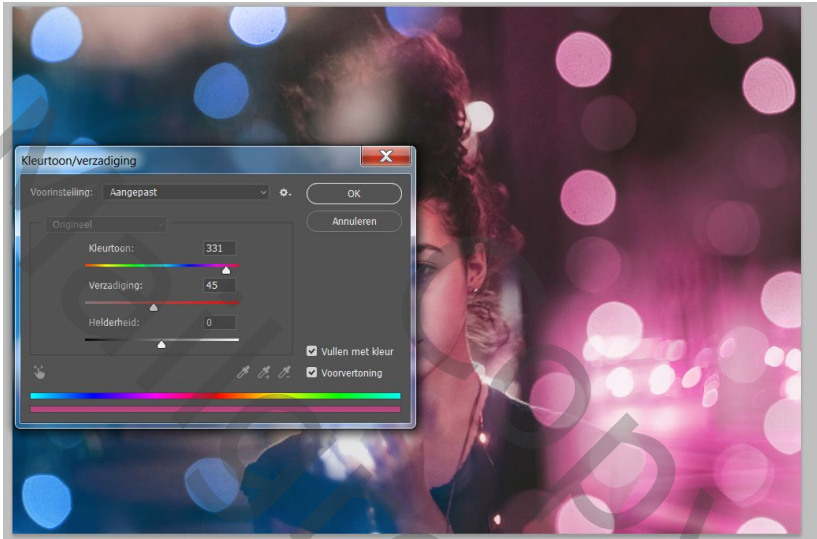 Kleurtoon/verzadiging
Voorinstelling: Aangepast
OK
Annuleren
Origineel
Kleurtoon: 331
Verzadiging: 45
Helderheid: 0
Vullen met kleur
Voorvertoning